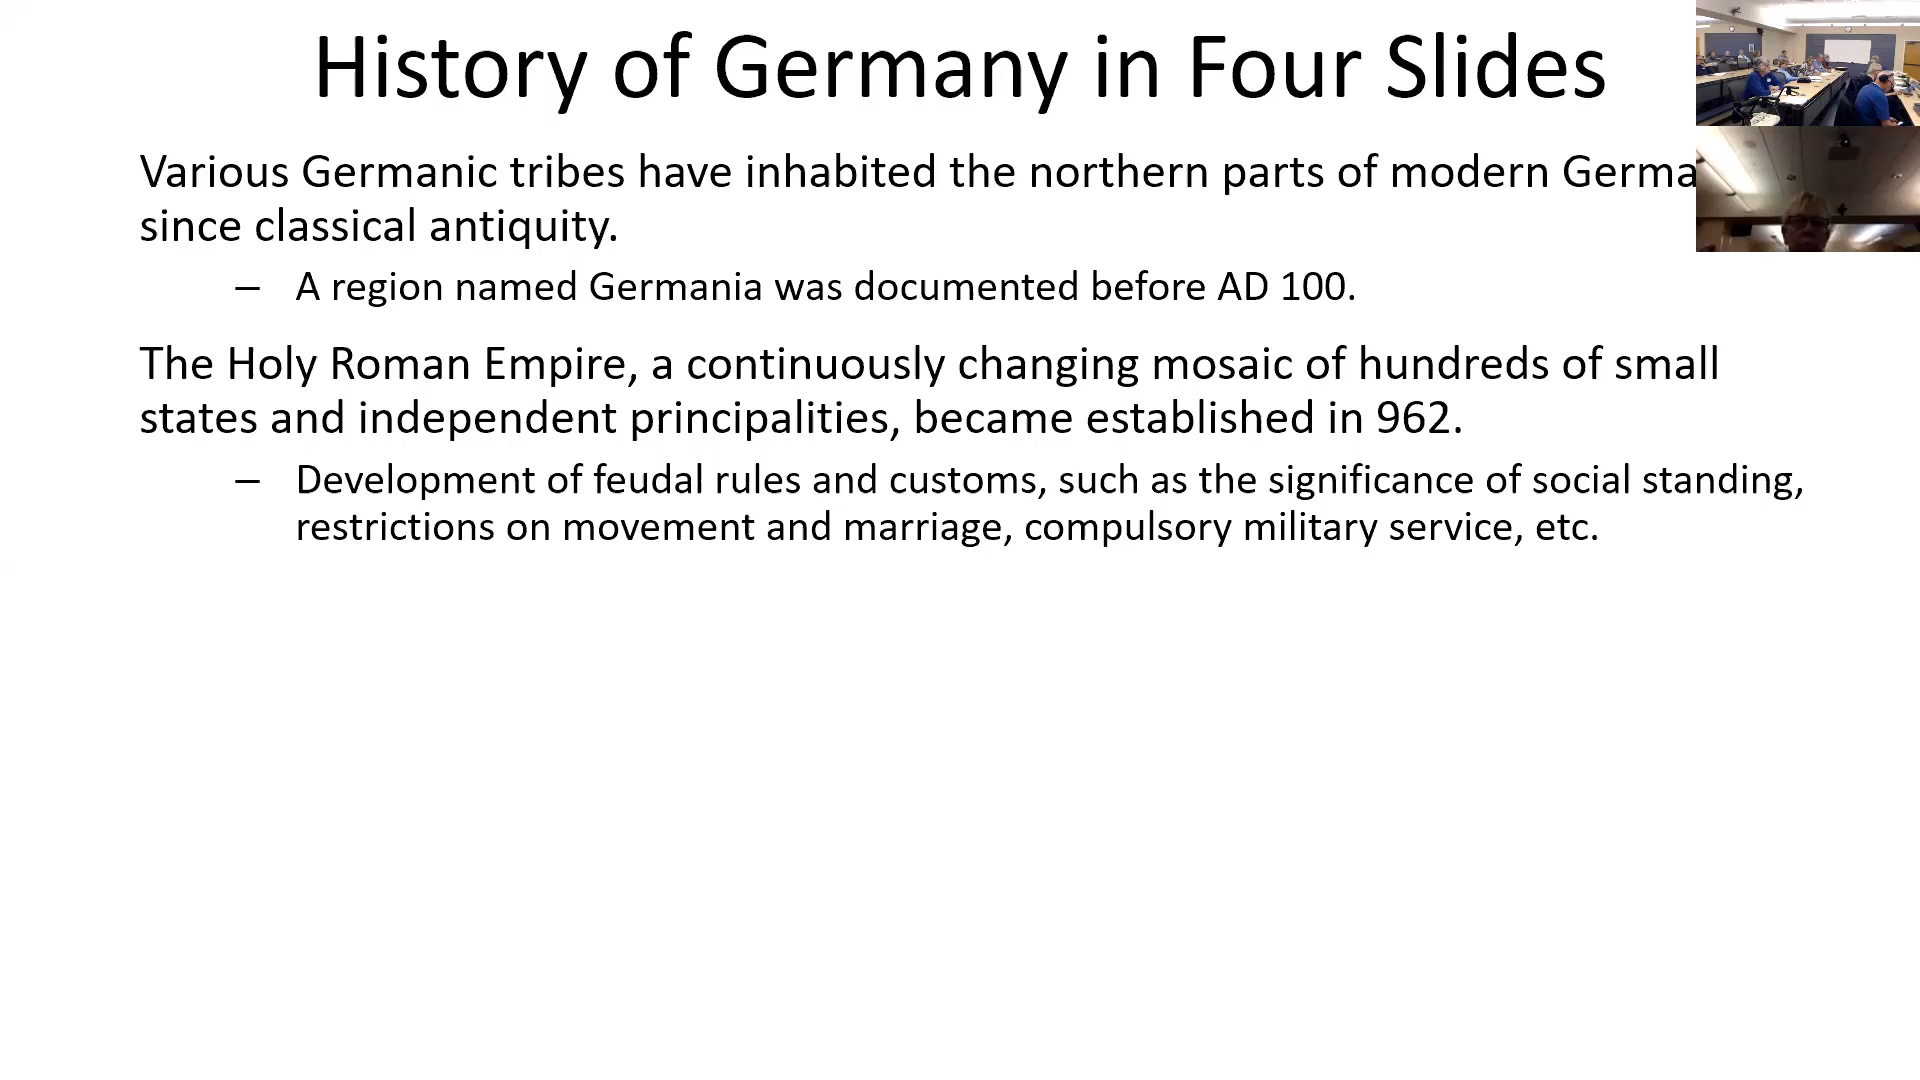 History of Germany in Four Slides
Various Germanic tribes have inhabited the northern parts of modern
since classical antiquity.
– A region named Germania was documented before AD 100.
The Holy Roman Empire, a continuously changing mosaic of hundreds of small
states and independent principalities, became established in 962.
– Development of feudal rules and customs, such as the significance of social standing,
restrictions on movement and marriage, compulsory military service, etc.